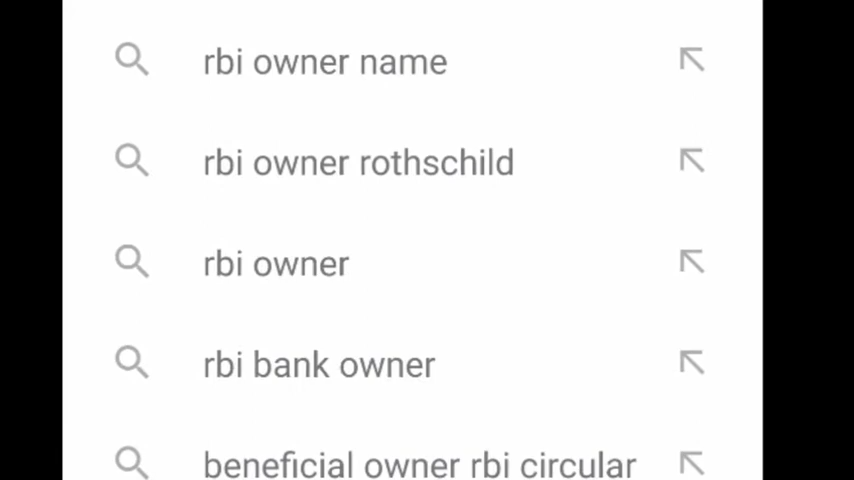 rbi owner name
rbi owner rothschild
rbi owner
rbi bank owner
beneficial owner rbi circular